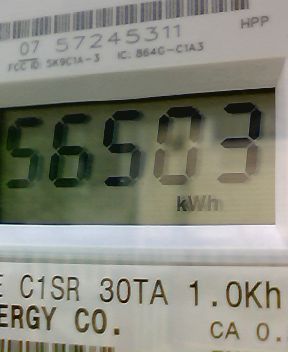 07 57245311
HPP
FCC ID: SK9C1A-3 IC: 864G-C1A3
56503
kWh
E C1SR 30TA 1.0Kh
ERGY CO.
CA 0.